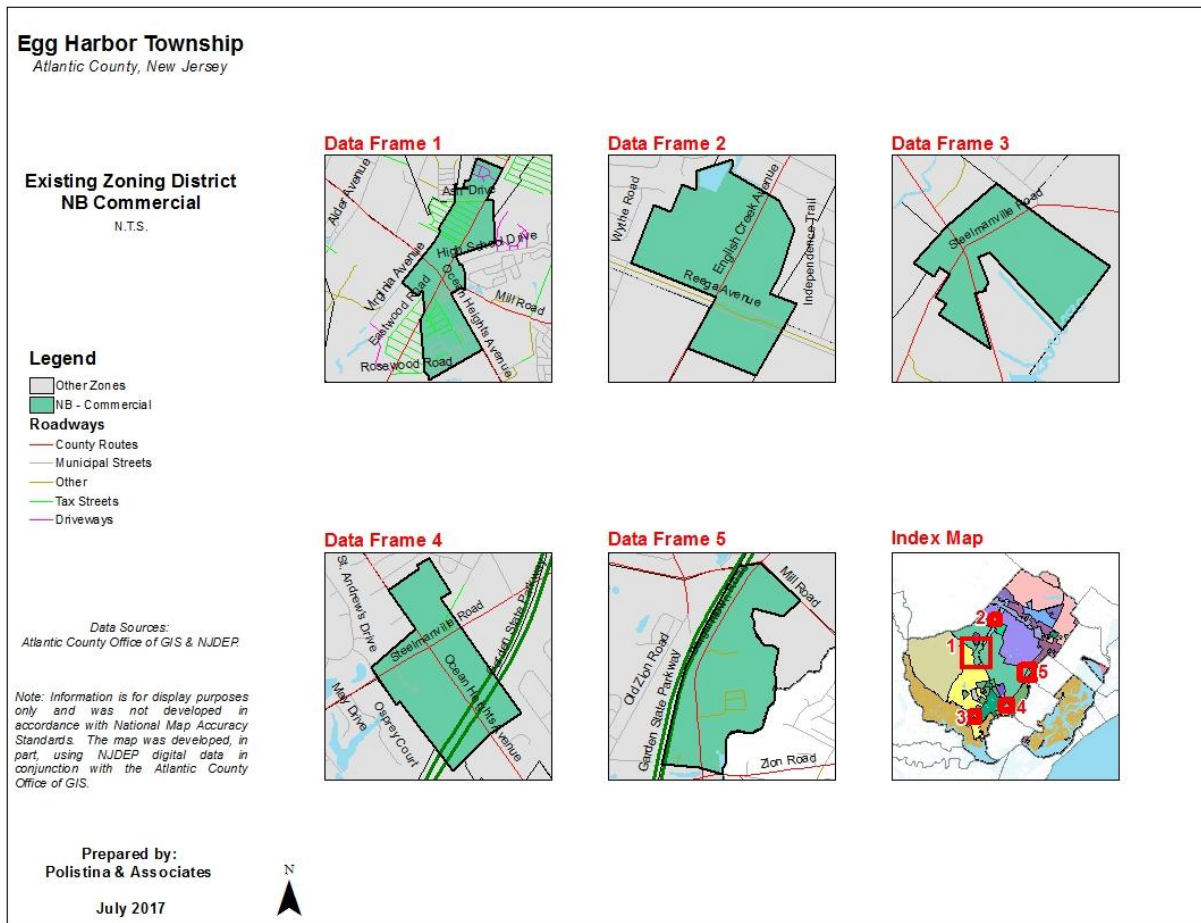 Egg Harbor Township
Atlantic County, New Jersey
Existing Zoning District
NB Commercial
N.T.S.
Legend
Other Zones
NB - Commercial
Roadways
County Routes
Municipal Streets
Other
Tax Streets
Driveways
Data Sources:
Atlantic County Office of GIS & NJDEP.
Note: Information is for display purposes
only and was not developed in
accordance with National Map Accuracy
Standards. The map was developed, in
part, using NJDEP digital data in
conjunction with the Atlantic County
Office of GIS.
Prepared by:
Polistina & Associates
July 2017
N
Data Frame 1
Alder Avenue
Ash Drive
High School Drive
Virginia Avenue
Eastwood Road
Ocean Heights Avenue
Mill Road
Rosewood Road
Data Frame 2
Wythe Road
English Creek Avenue
Independence Trail
Reega Avenue
Data Frame 3
Steelmanville Road
Data Frame 4
St. Andrew's Drive
Steelmanville Road
Garden State Parkway
Ocean Heights Avenue
May Drive
Osprey Court
Data Frame 5
Mill Road
Old Zion Road
Garden State Parkway
Zion Road
Index Map
2
1
5
4
3